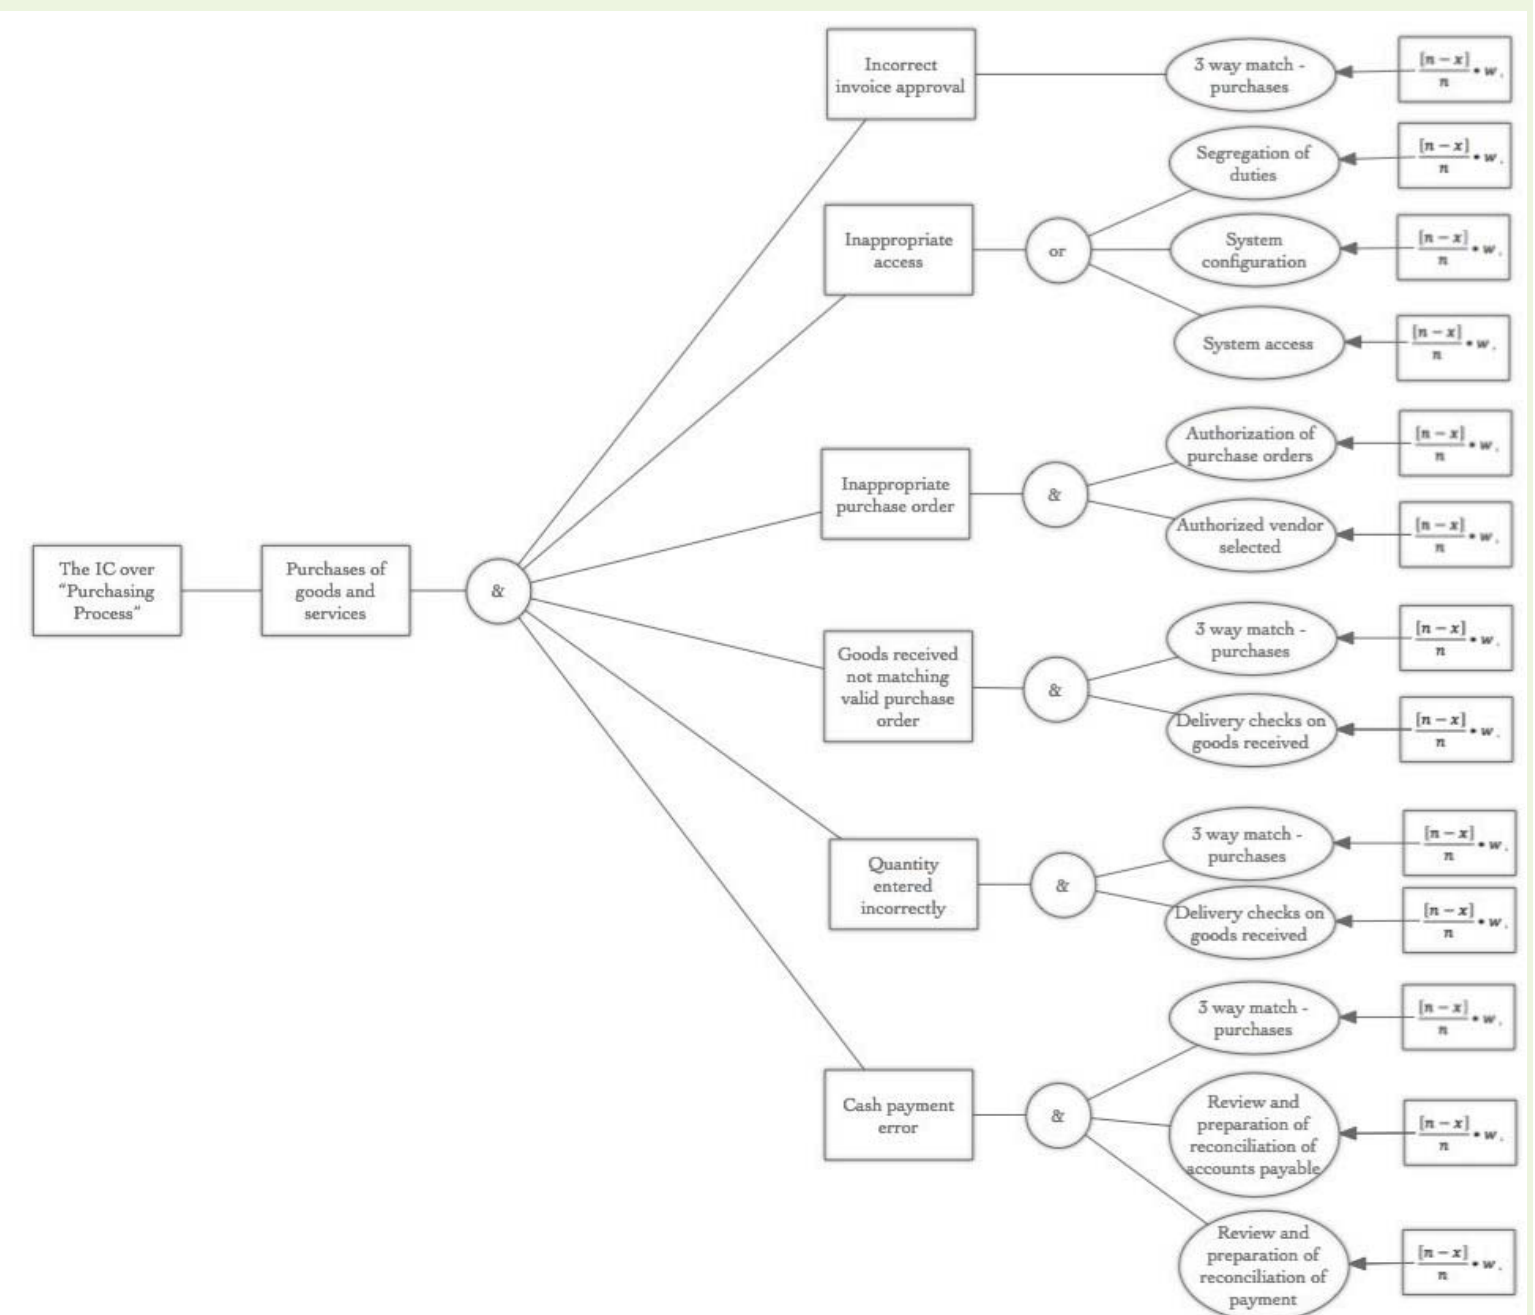 The IC over
“Purchasing
Process”
Purchases of
goods and
services
&
Incorrect
invoice approval
3 way match -
purchases
[n − x]
n
* w.
Inappropriate
access
or
Segregation of
duties
[n − x]
n
* w.
System
configuration
[n − x]
n
* w.
System access
[n − x]
n
* w.
Inappropriate
purchase order
&
Authorization of
purchase orders
[n − x]
n
* w.
Authorized vendor
selected
[n − x]
n
* w.
Goods received
not matching
valid purchase
order
&
3 way match -
purchases
[n − x]
n
* w.
Delivery checks on
goods received
[n − x]
n
* w.
Quantity
entered
incorrectly
&
3 way match -
purchases
[n − x]
n
* w.
Delivery checks on
goods received
[n − x]
n
* w.
Cash payment
error
&
3 way match -
purchases
[n − x]
n
* w.
Review and
preparation of
reconciliation of
accounts payable
[n − x]
n
* w.
Review and
preparation of
reconciliation of
payment
[n − x]
n
* w.